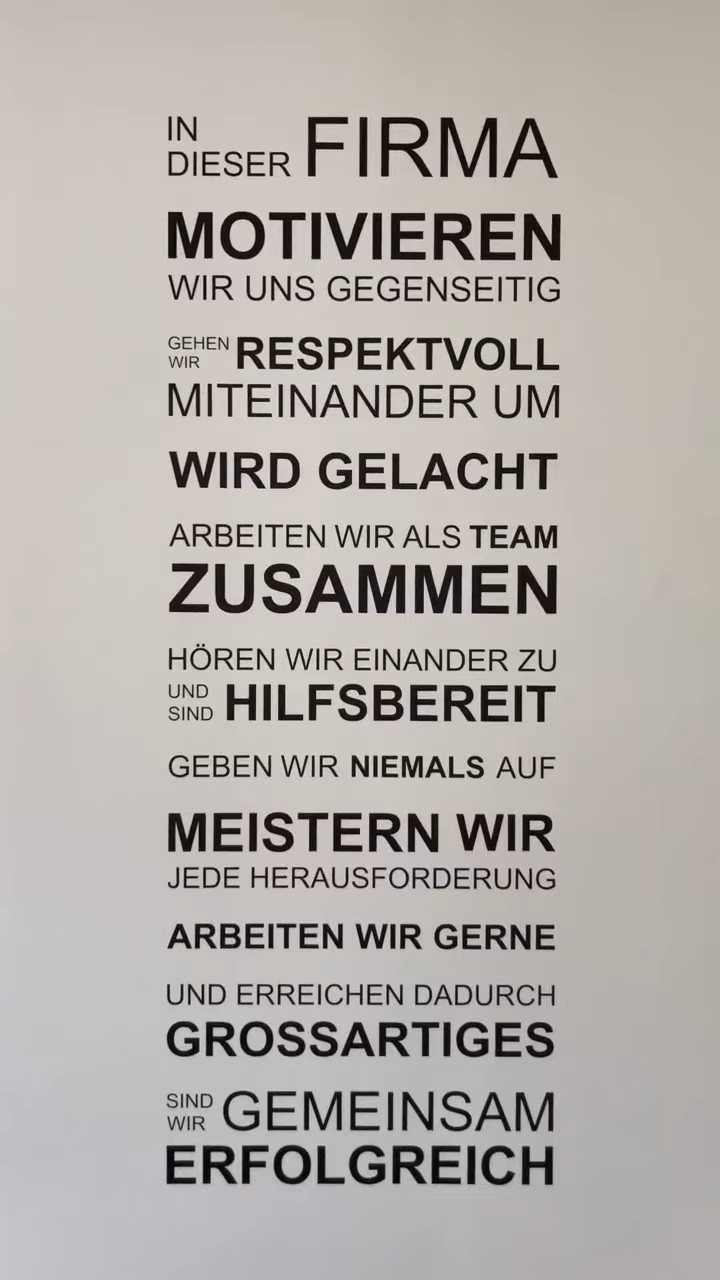 IN
DIESER FIRMA
MOTIVIEREN
WIR UNS GEGENSEITIG
GEHEN
WIR RESPEKTVOLL
MITEINANDER UM
WIRD GELACHT
ARBEITEN WIR ALS TEAM
ZUSAMMEN
HÖREN WIR EINANDER ZU
UND
SIND HILFSBEREIT
GEBEN WIR NIEMALS AUF
MEISTERN WIR
JEDE HERAUSFORDERUNG
ARBEITEN WIR GERNE
UND ERREICHEN DADURCH
GROSSARTIGES
SIND
WIR GEMEINSAM
ERFOLGREICH